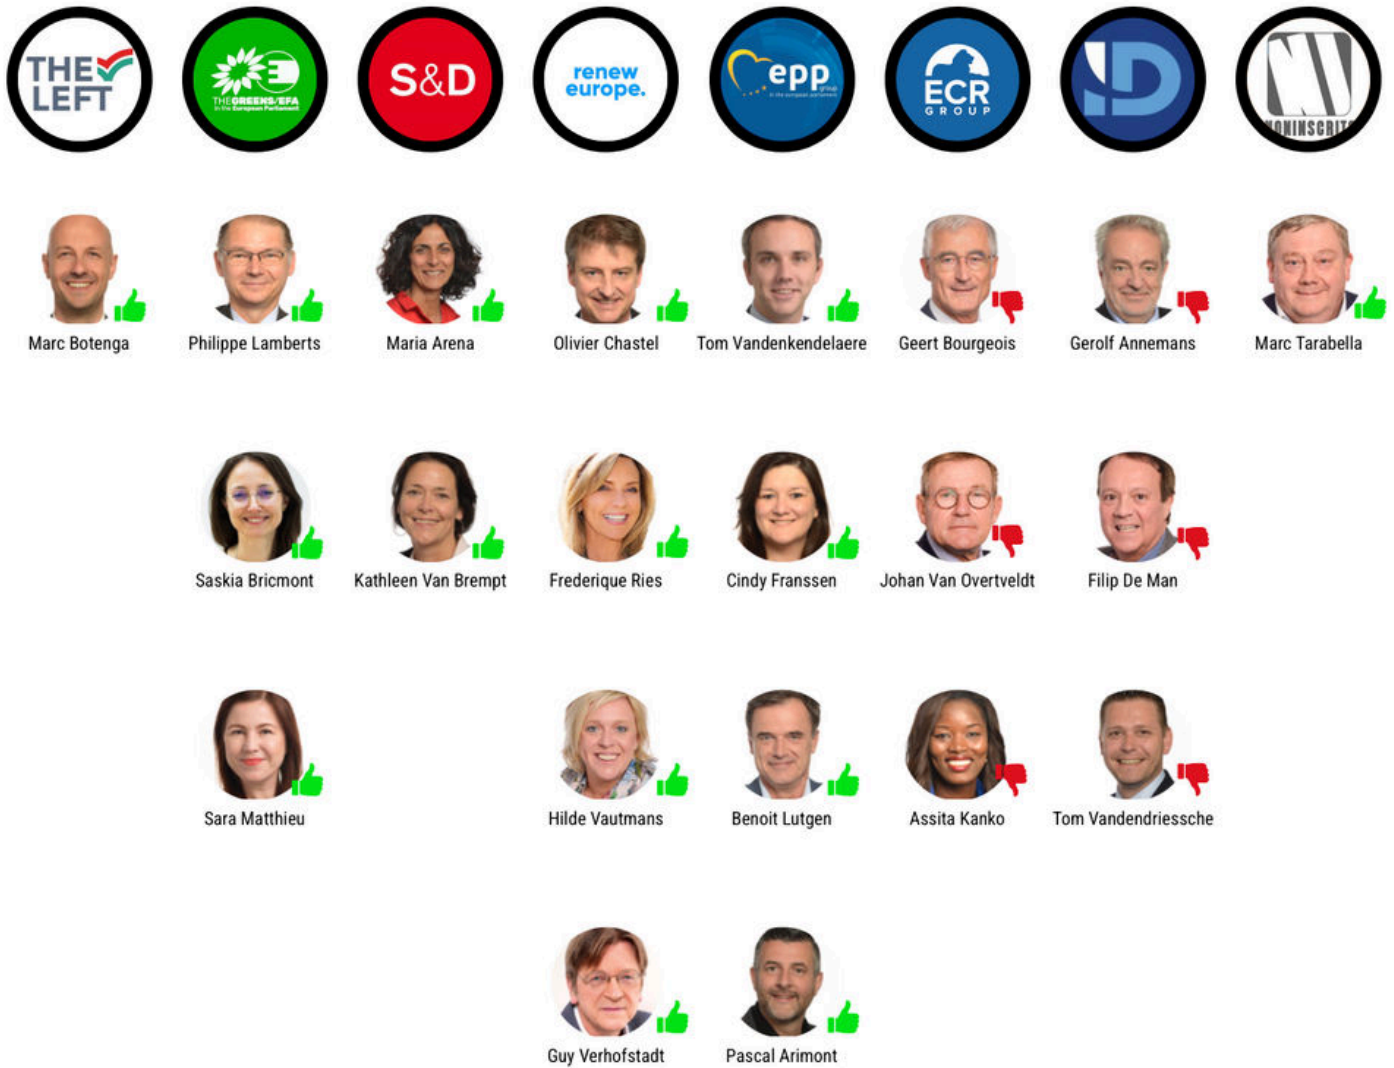 THE LEFT
THE GREENS/EFA
in the European Parliament
S&D
renew europe.
epp group
in the european parliament
ECR
GROUP
ID
NI
NONINSCRITS
Marc Botenga
Philippe Lamberts
Maria Arena
Olivier Chastel
Tom Vandenkendelaere
Geert Bourgeois
Gerolf Annemans
Marc Tarabella
Saskia Bricmont
Kathleen Van Brempt
Frederique Ries
Cindy Franssen
Johan Van Overtveldt
Filip De Man
Sara Matthieu
Hilde Vautmans
Benoit Lutgen
Assita Kanko
Tom Vandendriessche
Guy Verhofstadt
Pascal Arimont